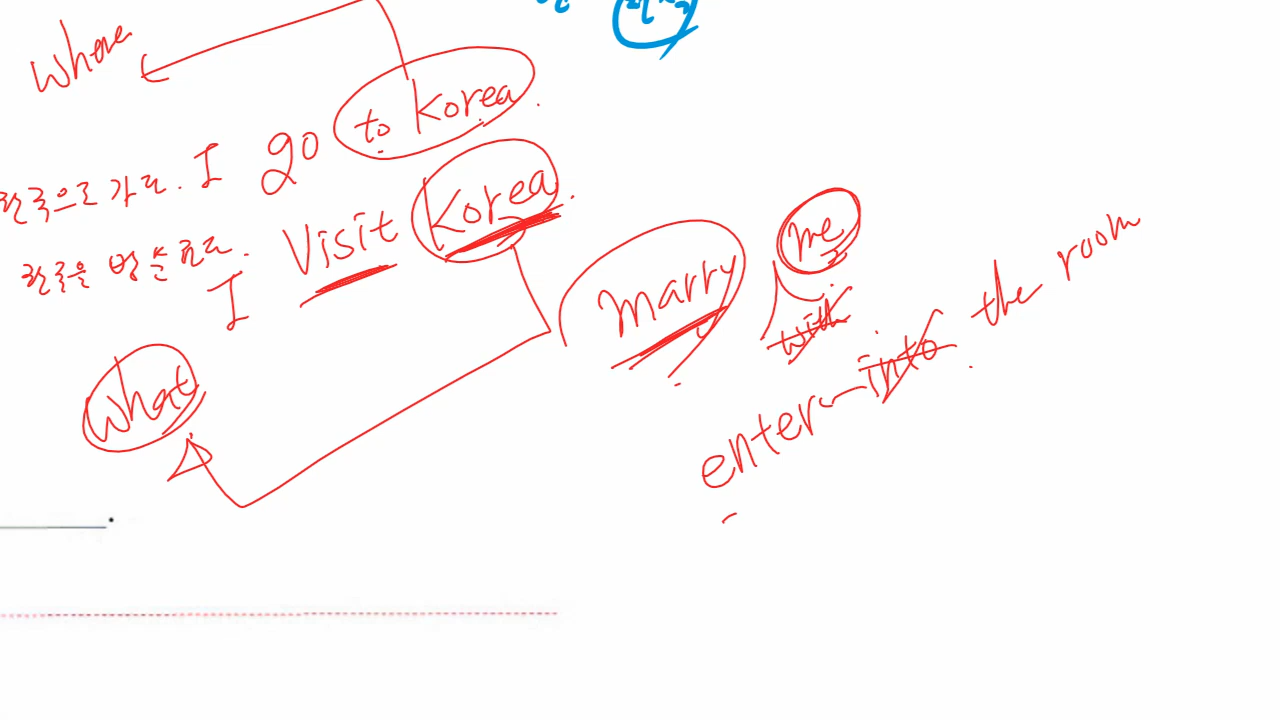 where
한국으로 가다. I go to Korea.
한국을 방문한다. I visit Korea.
marry me.
with
enter into the room.
I
what